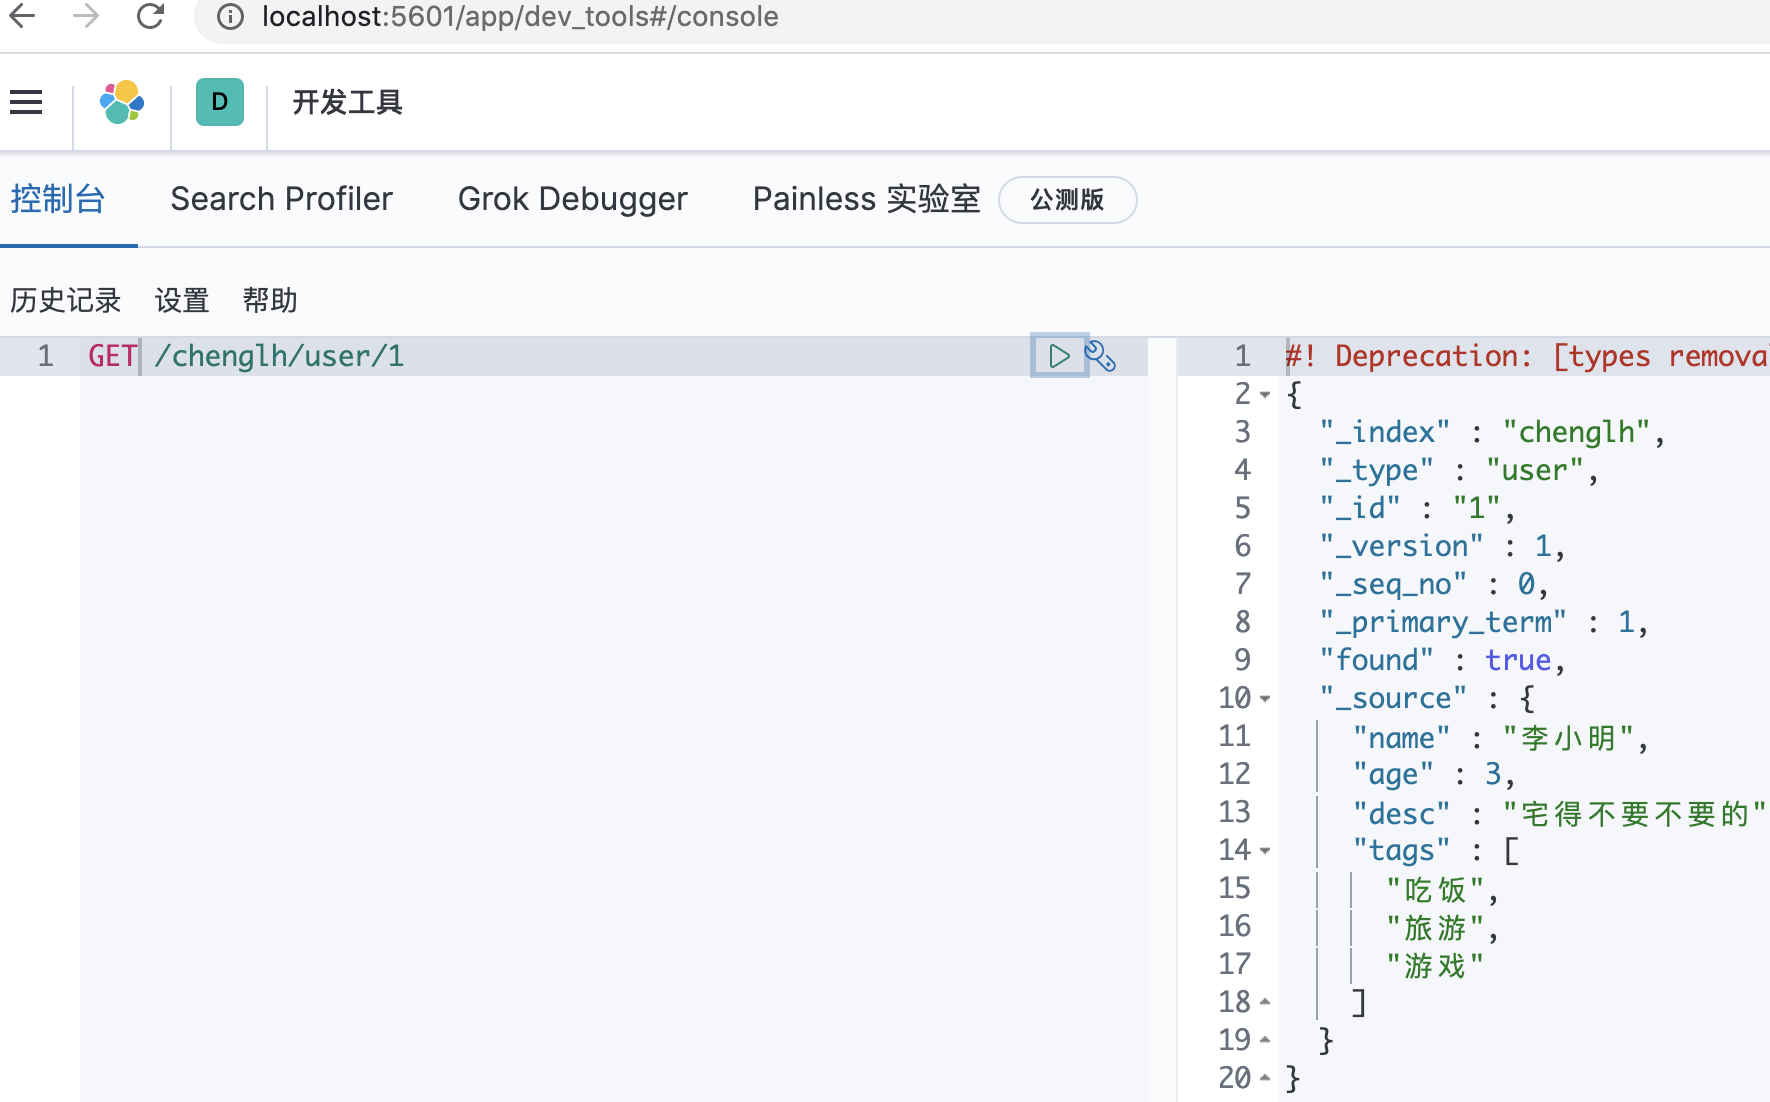 localhost:5601/app/dev_tools#/console
D 开发工具
控制台 Search Profiler Grok Debugger Painless 实验室 公测版
历史记录 设置 帮助
1 GET /chenglh/user/1
1 #! Deprecation: [types remova
2 {
3 "_index" : "chenglh",
4 "_type" : "user",
5 "_id" : "1",
6 "_version" : 1,
7 "_seq_no" : 0,
8 "_primary_term" : 1,
9 "found" : true,
10 "_source" : {
11 "name" : "李小明",
12 "age" : 3,
13 "desc" : "宅得不要不要的"
14 "tags" : [
15 "吃饭",
16 "旅游",
17 "游戏"
18 ]
19 }
20 }